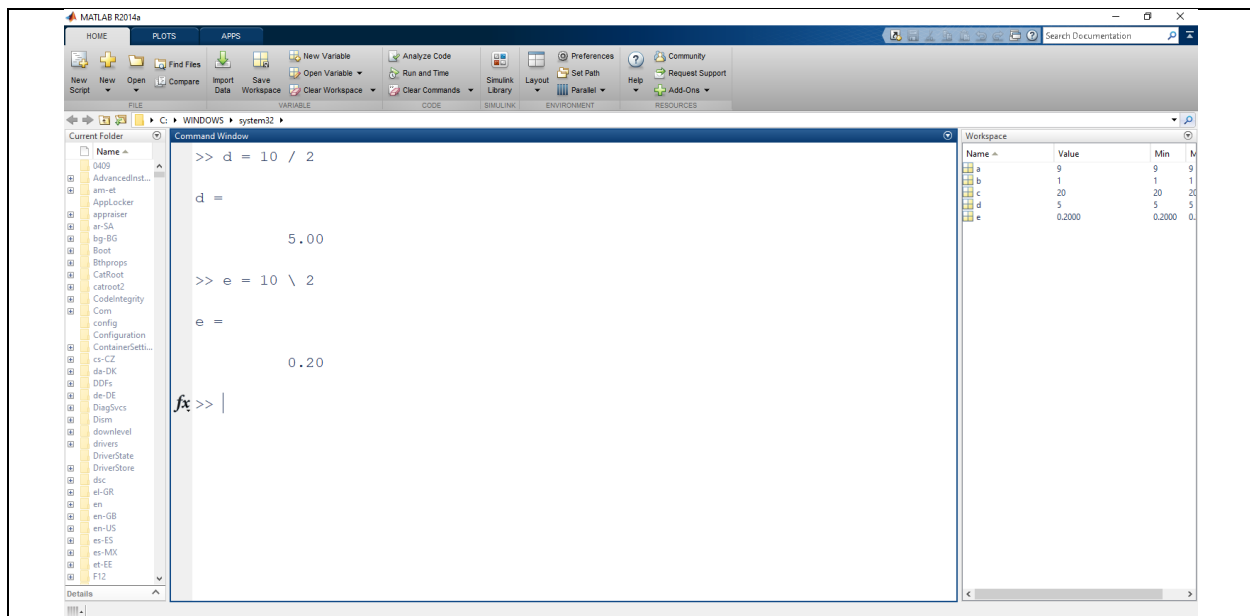 MATLAB R2014a
HOME PLOTS APPS
Search Documentation
New Script
New
Open
Find Files
Compare
Import Data
Save Workspace
New Variable
Open Variable
Clear Workspace
Analyze Code
Run and Time
Clear Commands
Simulink Library
Layout
Preferences
Set Path
Parallel
Help
Community
Request Support
Add-Ons
FILE VARIABLE CODE SIMULINK ENVIRONMENT RESOURCES
C: WINDOWS system32
Current Folder
Name
0409
AdvancedInst...
am-et
AppLocker
appraiser
ar-SA
bg-BG
Boot
Bthprops
CatRoot
catroot2
CodeIntegrity
Com
config
Configuration
ContainerSetti...
cs-CZ
da-DK
DDFs
de-DE
DiagSvcs
Dism
downlevel
drivers
DriverState
DriverStore
dsc
el-GR
en
en-GB
en-US
es-ES
es-MX
et-EE
F12
Details
Command Window
>> d = 10 / 2
d =
5.00
>> e = 10 \ 2
e =
0.20
fx >>
Workspace
Name Value Min M
a 9 9 9
b 1 1 1
c 20 20 20
d 5 5 5
e 0.2000 0.2000 0.